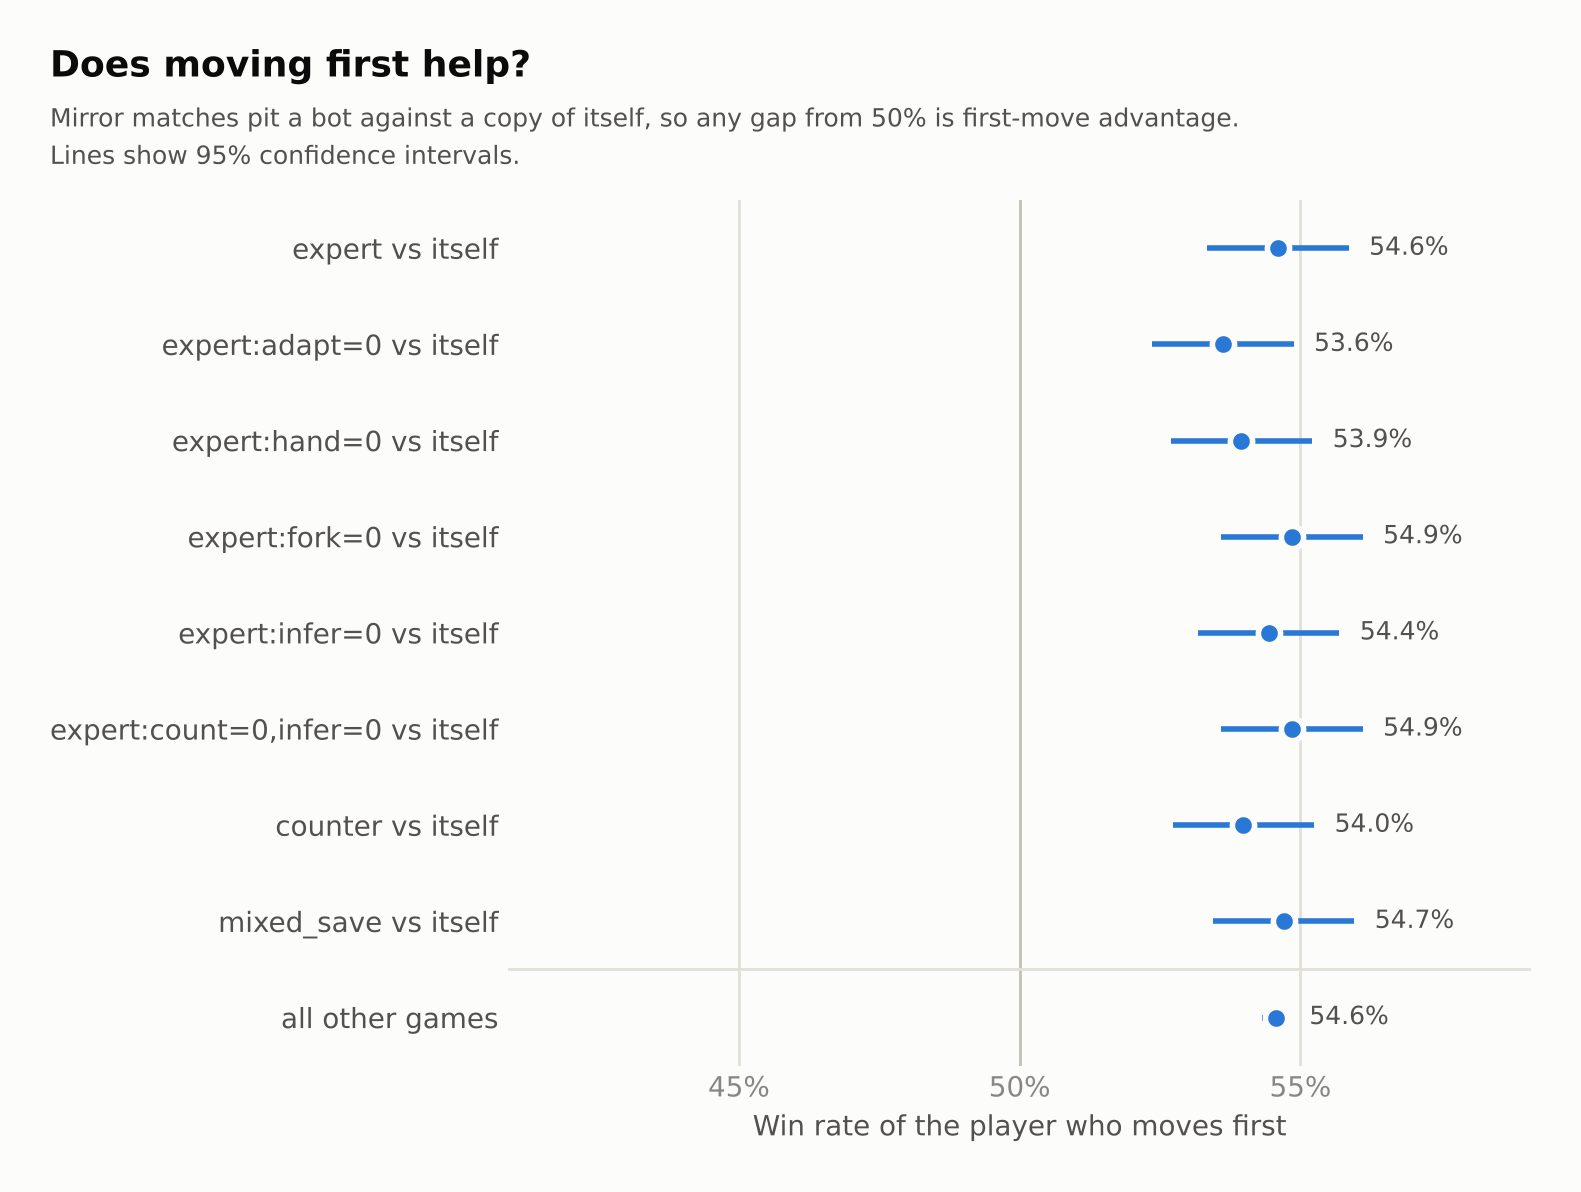 Does moving first help?
Mirror matches pit a bot against a copy of itself, so any gap from 50% is first-move advantage.
Lines show 95% confidence intervals.
expert vs itself 54.6%
expert:adapt=0 vs itself 53.6%
expert:hand=0 vs itself 53.9%
expert:fork=0 vs itself 54.9%
expert:infer=0 vs itself 54.4%
expert:count=0,infer=0 vs itself 54.9%
counter vs itself 54.0%
mixed_save vs itself 54.7%
all other games 54.6%
45% 50% 55%
Win rate of the player who moves first